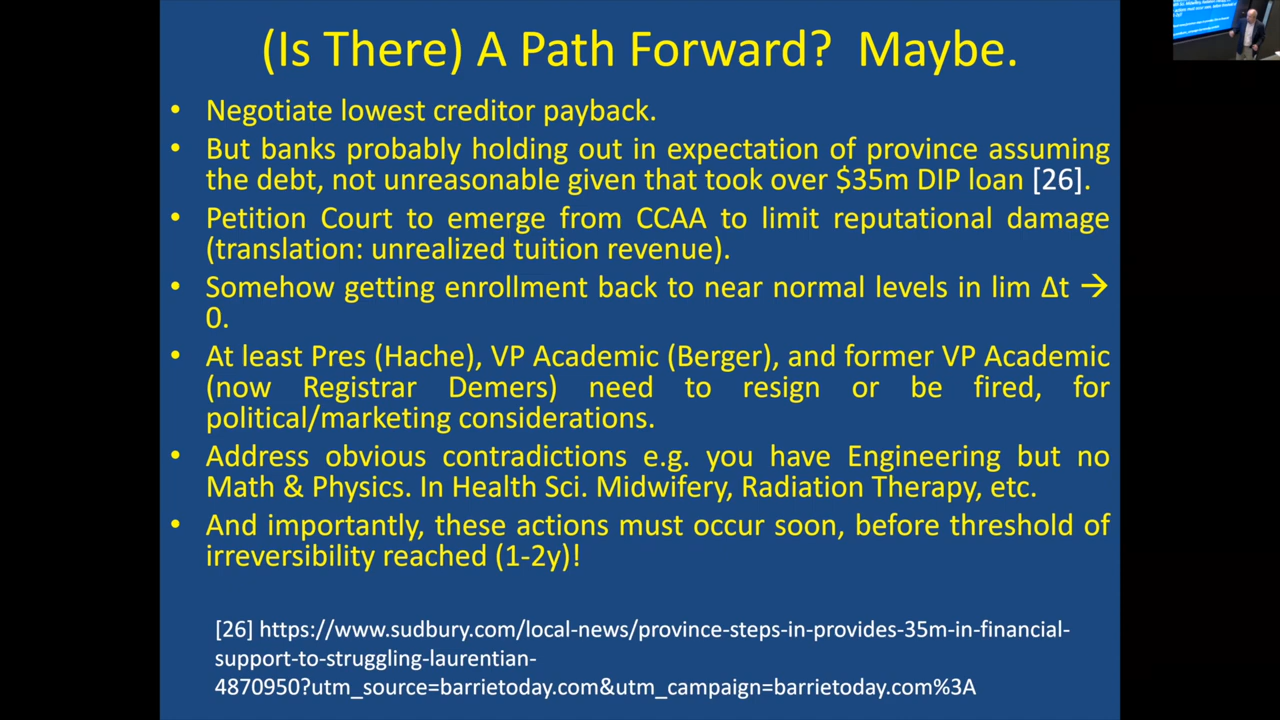 (Is There) A Path Forward?  Maybe.
• Negotiate lowest creditor payback.
• But banks probably holding out in expectation of province assuming
the debt, not unreasonable given that took over $35m DIP loan [26].
• Petition Court to emerge from CCAA to limit reputational damage
(translation: unrealized tuition revenue).
• Somehow getting enrollment back to near normal levels in lim Δt →
0.
• At least Pres (Hache), VP Academic (Berger), and former VP Academic
(now Registrar Demers) need to resign or be fired, for
political/marketing considerations.
• Address obvious contradictions e.g. you have Engineering but no
Math & Physics. In Health Sci. Midwifery, Radiation Therapy, etc.
• And importantly, these actions must occur soon, before threshold of
irreversibility reached (1-2y)!
[26] https://www.sudbury.com/local-news/province-steps-in-provides-35m-in-financial-
support-to-struggling-laurentian-
4870950?utm_source=barrietoday.com&utm_campaign=barrietoday.com%3A